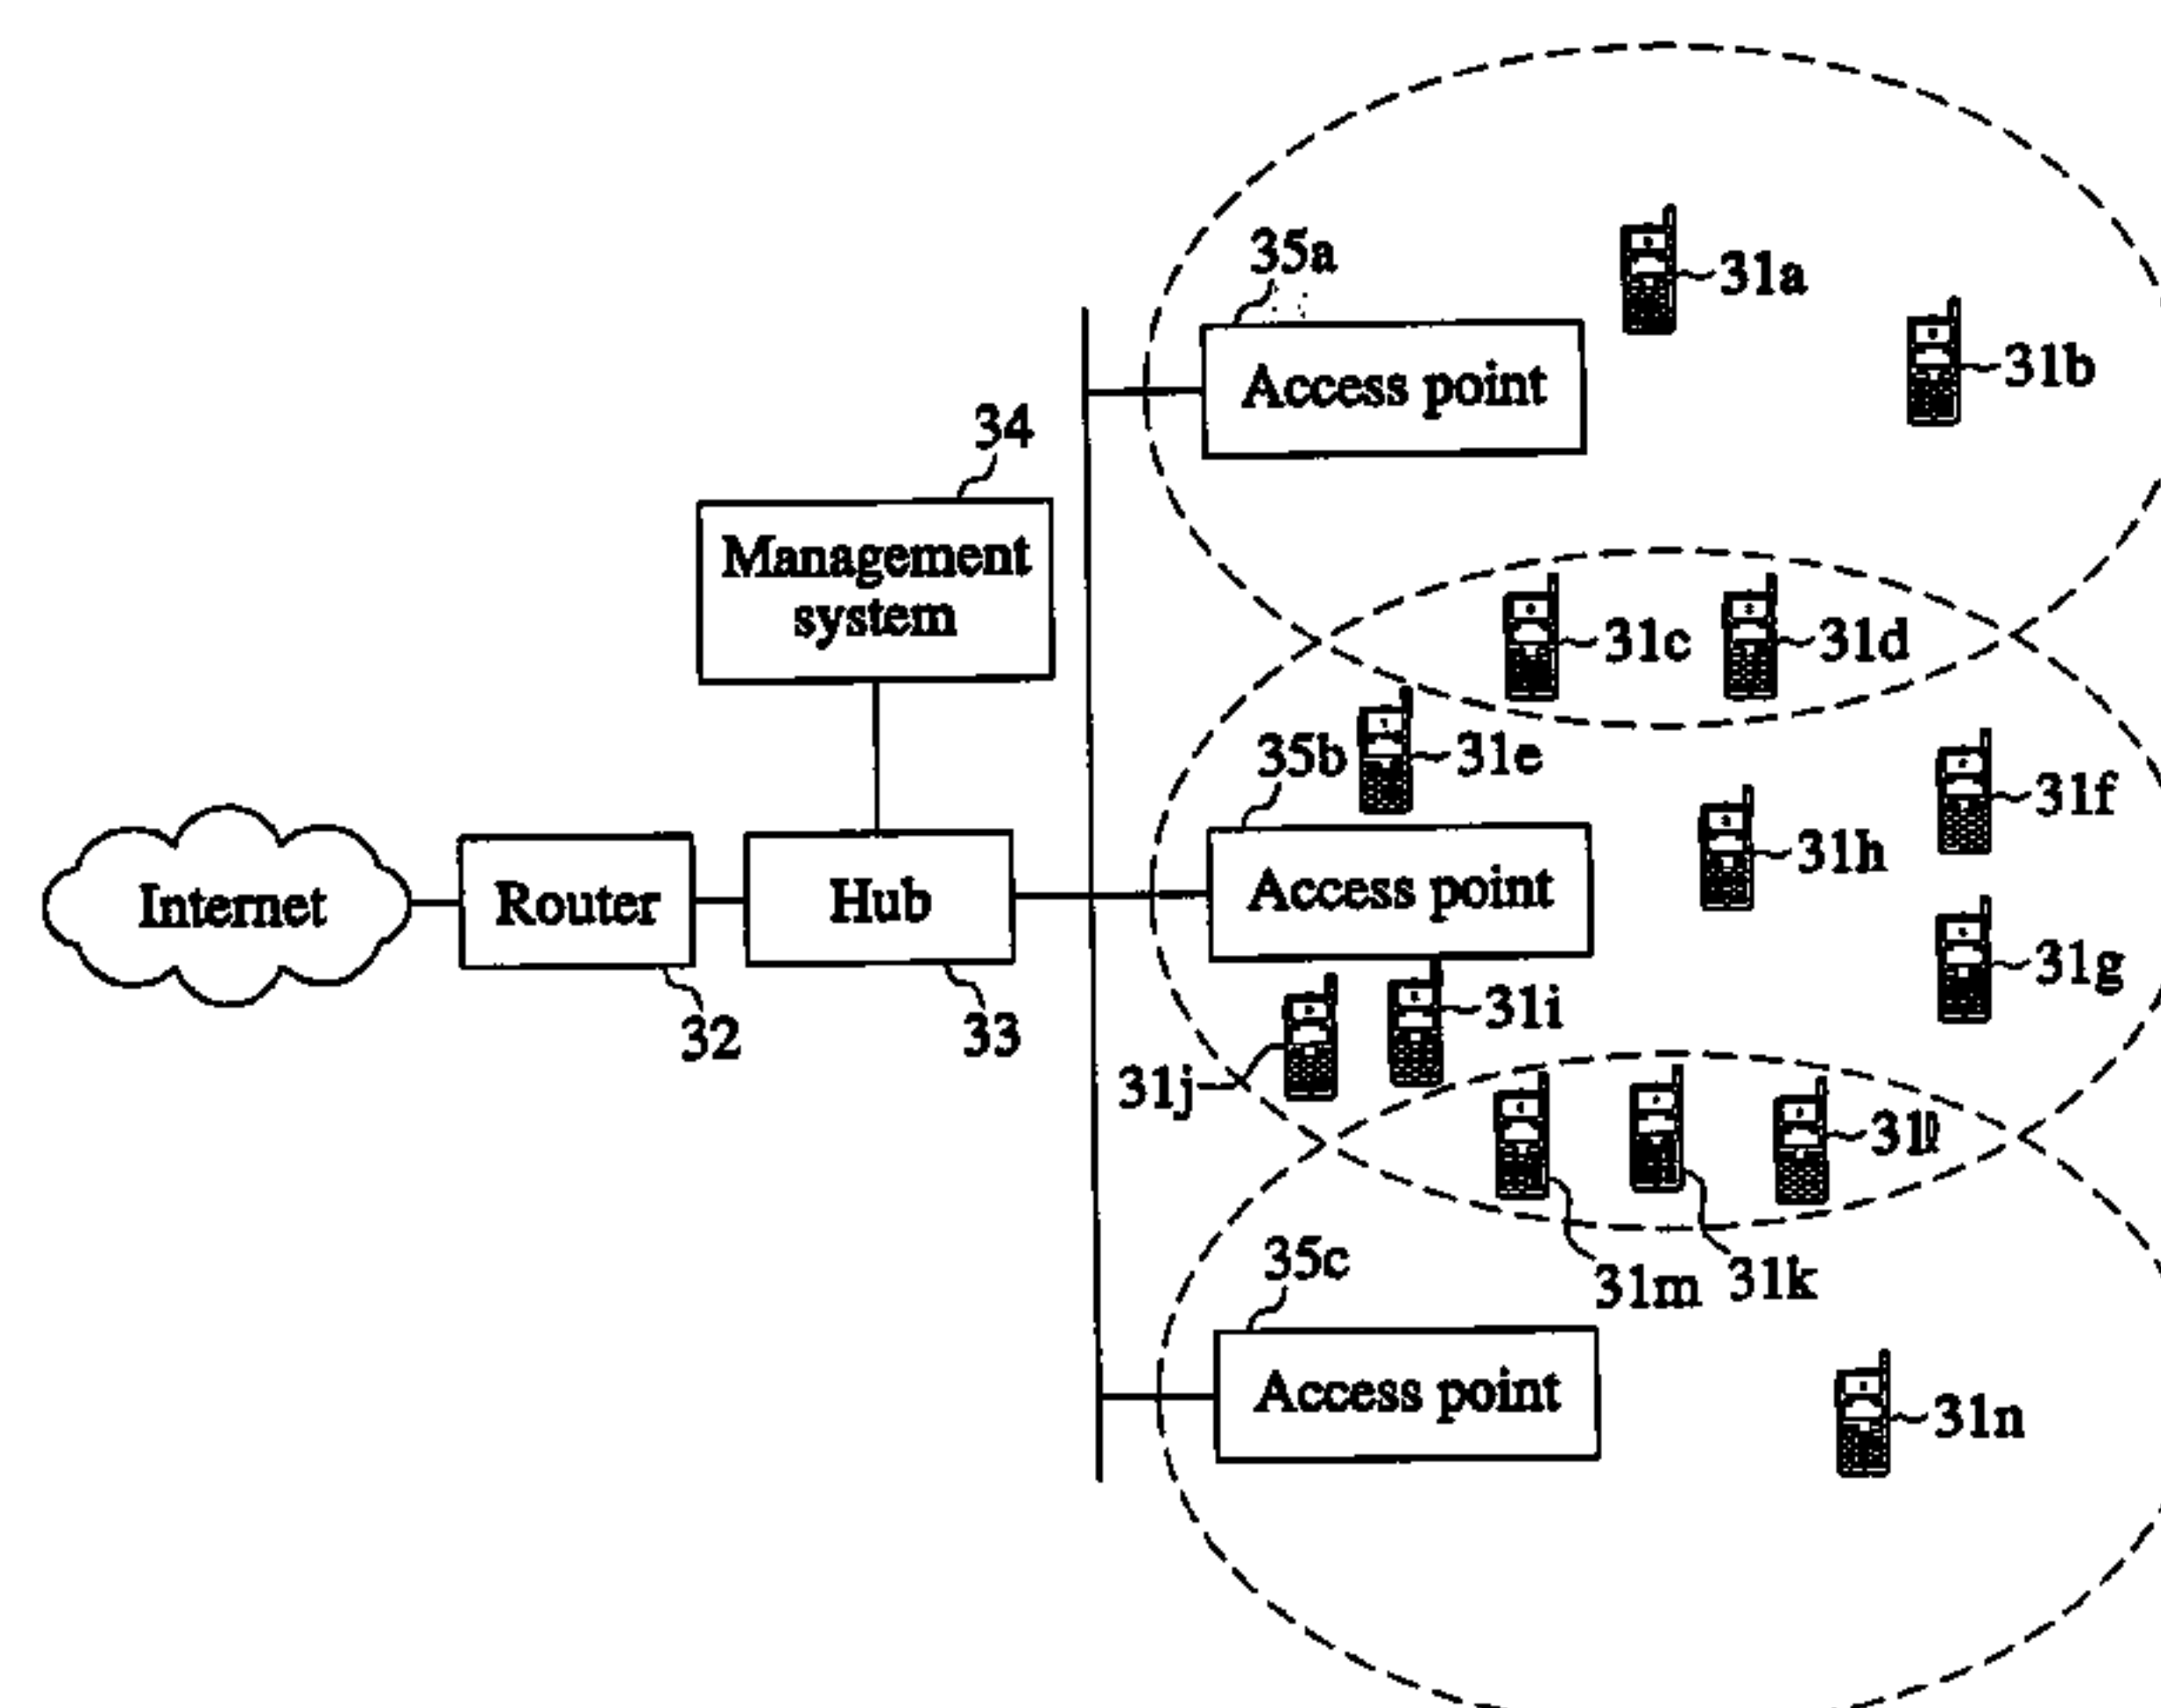 35a
31a
31b
Access point
34
Management
system
31c
31d
35b
31e
31f
31h
Internet
Router
Hub
Access point
31g
32
33
31i
31j
31l
35c
31m
31k
Access point
31n